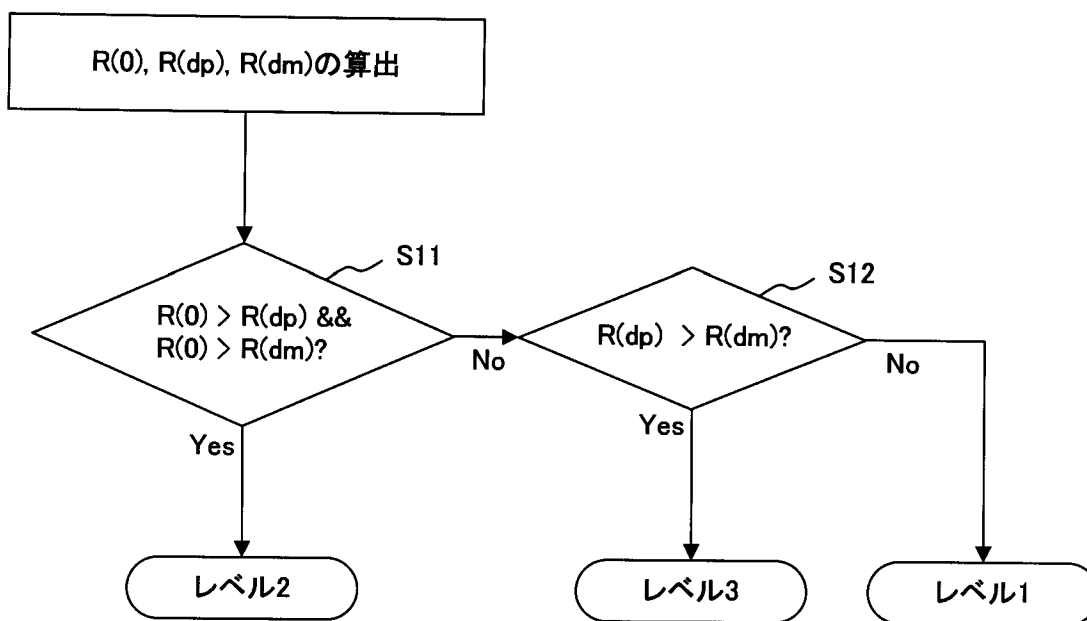 R(0), R(dp), R(dm)の算出
S11
R(0) > R(dp) &&
R(0) > R(dm)?
S12
R(dp) > R(dm)?
No
No
Yes
Yes
レベル2
レベル3
レベル1